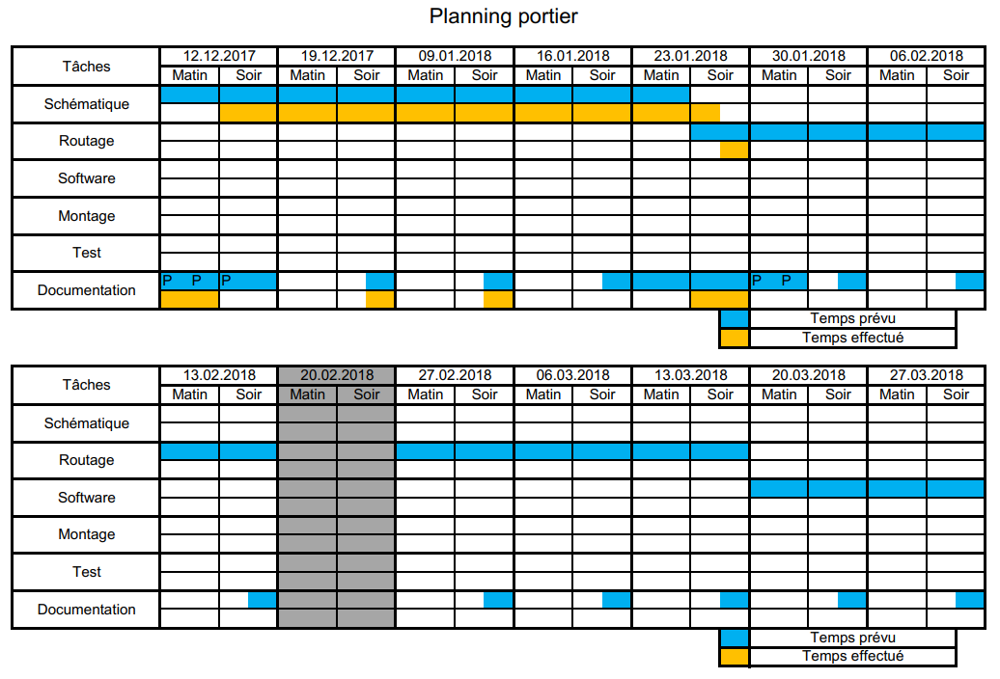 Planning portier
Tâches 12.12.2017 19.12.2017 09.01.2018 16.01.2018 23.01.2018 30.01.2018 06.02.2018
Matin Soir Matin Soir Matin Soir Matin Soir Matin Soir Matin Soir Matin Soir
Schématique
Routage
Software
Montage
Test
Documentation P P P P P
Temps prévu
Temps effectué
Tâches 13.02.2018 20.02.2018 27.02.2018 06.03.2018 13.03.2018 20.03.2018 27.03.2018
Matin Soir Matin Soir Matin Soir Matin Soir Matin Soir Matin Soir Matin Soir
Schématique
Routage
Software
Montage
Test
Documentation
Temps prévu
Temps effectué